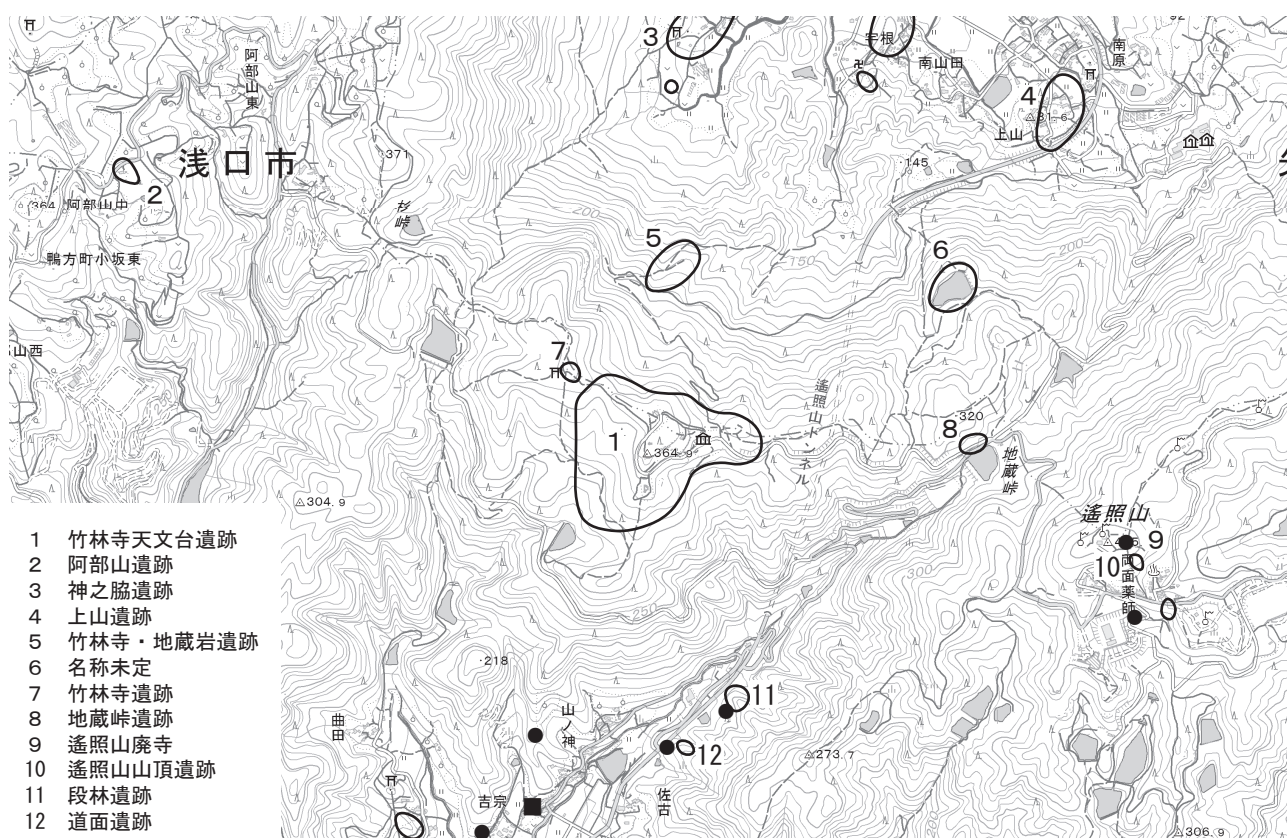 92
阿部山東
3
宇根
南山田
南原
4
△81.6
上山
浅口市
・371
2
・364
阿部山中
・145
杉峠
200
5
150
6
200
鴨方町小坂東
300
山西
7
遙照山トンネル
320
8
1
△364.9
地蔵峠
△304.9
遙照山
9
10
両面薬師
300
250
・218
11
曲田
山ノ神
12
△273.7
佐古
吉宗
△306.9
1 竹林寺天文台遺跡
2 阿部山遺跡
3 神之脇遺跡
4 上山遺跡
5 竹林寺・地蔵岩遺跡
6 名称未定
7 竹林寺遺跡
8 地蔵峠遺跡
9 遙照山廃寺
10 遙照山山頂遺跡
11 段林遺跡
12 道面遺跡